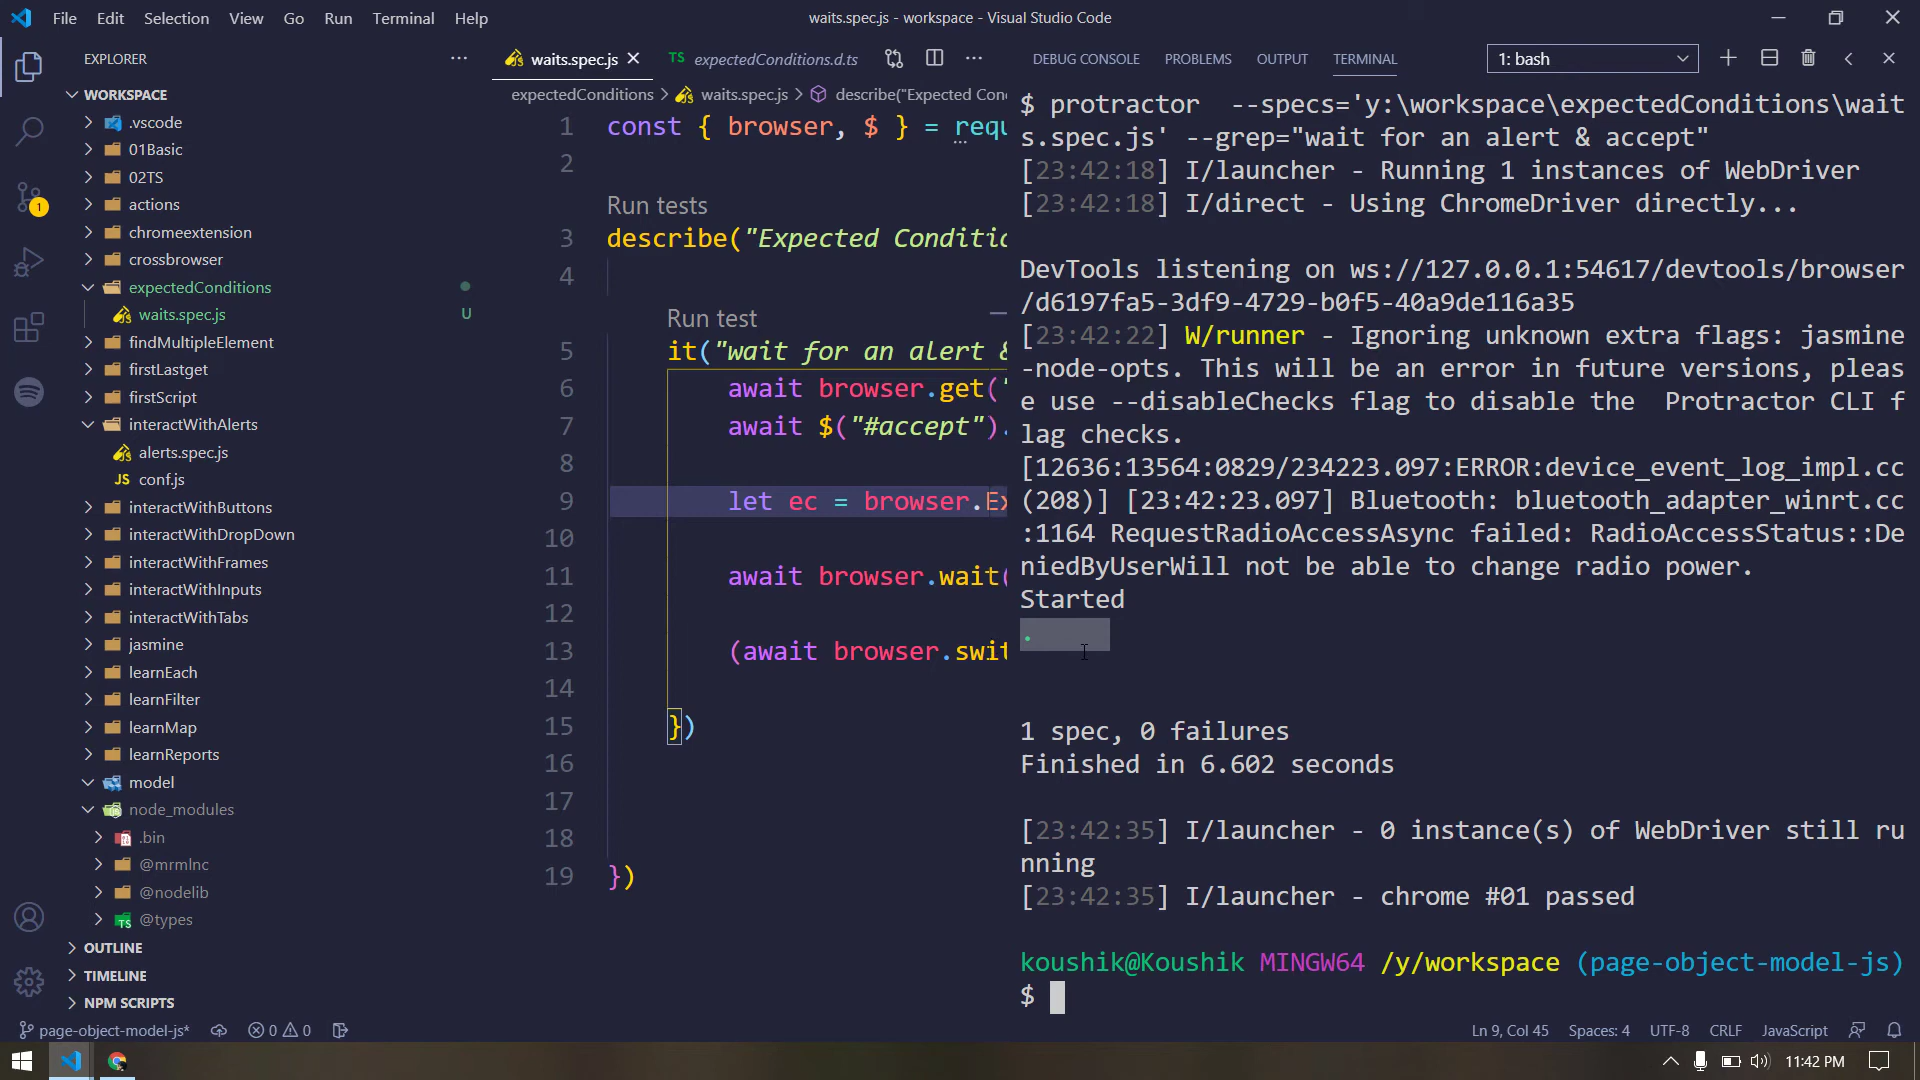 File Edit Selection View Go Run Terminal Help
waits.spec.js - workspace - Visual Studio Code
EXPLORER
WORKSPACE
.vscode
01Basic
02TS
actions
chromeextension
crossbrowser
expectedConditions
waits.spec.js U
findMultipleElement
firstLastget
firstScript
interactWithAlerts
alerts.spec.js
JS conf.js
interactWithButtons
interactWithDropDown
interactWithFrames
interactWithInputs
interactWithTabs
jasmine
learnEach
learnFilter
learnMap
learnReports
model
node_modules
.bin
@mrmlnc
@nodelib
@types
OUTLINE
TIMELINE
NPM SCRIPTS
1
waits.spec.js TS expectedConditions.d.ts
expectedConditions > waits.spec.js > describe("Expected Con
1 const { browser, $ } = requ
2
Run tests
3 describe("Expected Conditio
4
Run test
5 it("wait for an alert &
6 await browser.get("
7 await $("#accept").
8
9 let ec = browser.Ex
10
11 await browser.wait(
12
13 (await browser.swit
14
15 })
16
17
18
19 })
DEBUG CONSOLE PROBLEMS OUTPUT TERMINAL 1: bash
$ protractor  --specs='y:\workspace\expectedConditions\wait
s.spec.js' --grep="wait for an alert & accept"
[23:42:18] I/launcher - Running 1 instances of WebDriver
[23:42:18] I/direct - Using ChromeDriver directly...
DevTools listening on ws://127.0.0.1:54617/devtools/browser
/d6197fa5-3df9-4729-b0f5-40a9de116a35
[23:42:22] W/runner - Ignoring unknown extra flags: jasmine
-node-opts. This will be an error in future versions, pleas
e use --disableChecks flag to disable the  Protractor CLI f
lag checks.
[12636:13564:0829/234223.097:ERROR:device_event_log_impl.cc
(208)] [23:42:23.097] Bluetooth: bluetooth_adapter_winrt.cc
:1164 RequestRadioAccessAsync failed: RadioAccessStatus::De
niedByUserWill not be able to change radio power.
Started
.
1 spec, 0 failures
Finished in 6.602 seconds
[23:42:35] I/launcher - 0 instance(s) of WebDriver still ru
nning
[23:42:35] I/launcher - chrome #01 passed
koushik@Koushik MINGW64 /y/workspace (page-object-model-js)
$
page-object-model-js* 0 0
Ln 9, Col 45 Spaces: 4 UTF-8 CRLF JavaScript
11:42 PM